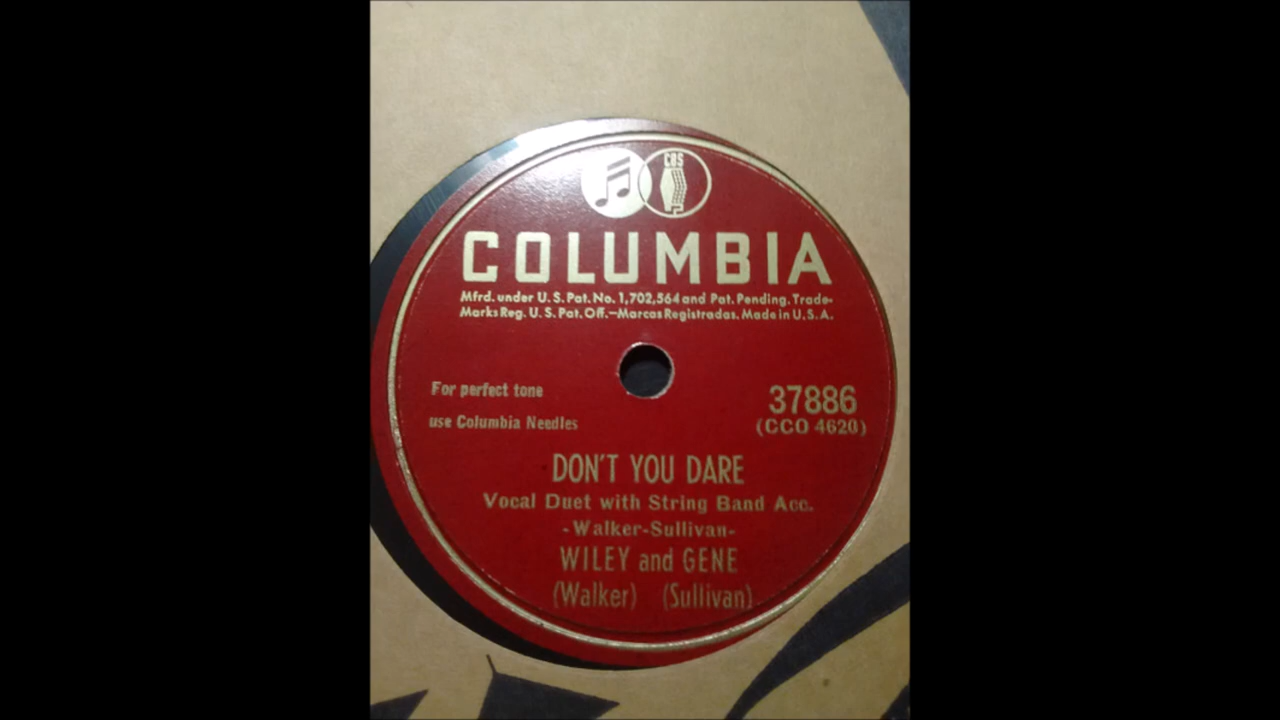 CBS
COLUMBIA
Mfrd. under U.S. Pat. No. 1,702,564 and Pat. Pending. Trade-
Marks Reg. U.S. Pat. Off.—Marcas Registradas. Made in U.S.A.
For perfect tone
use Columbia Needles
37886
(CCO 4620)
DON'T YOU DARE
Vocal Duet with String Band Acc.
-Walker-Sullivan-
WILEY and GENE
(Walker) (Sullivan)